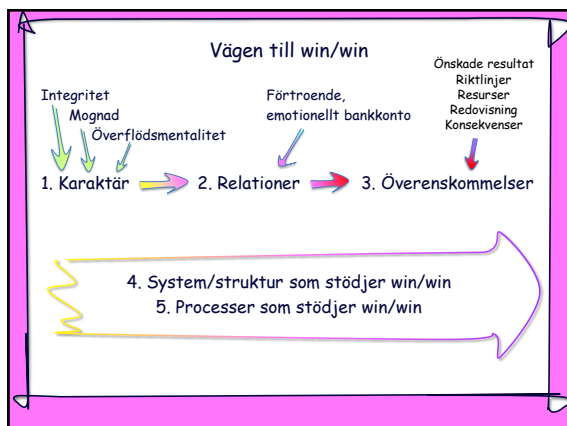 Vägen till win/win
Integritet
Mognad
Överflödsmentalitet
Förtroende,
emotionellt bankkonto
Önskade resultat
Riktlinjer
Resurser
Redovisning
Konsekvenser
1. Karaktär
2. Relationer
3. Överenskommelser
4. System/struktur som stödjer win/win
5. Processer som stödjer win/win